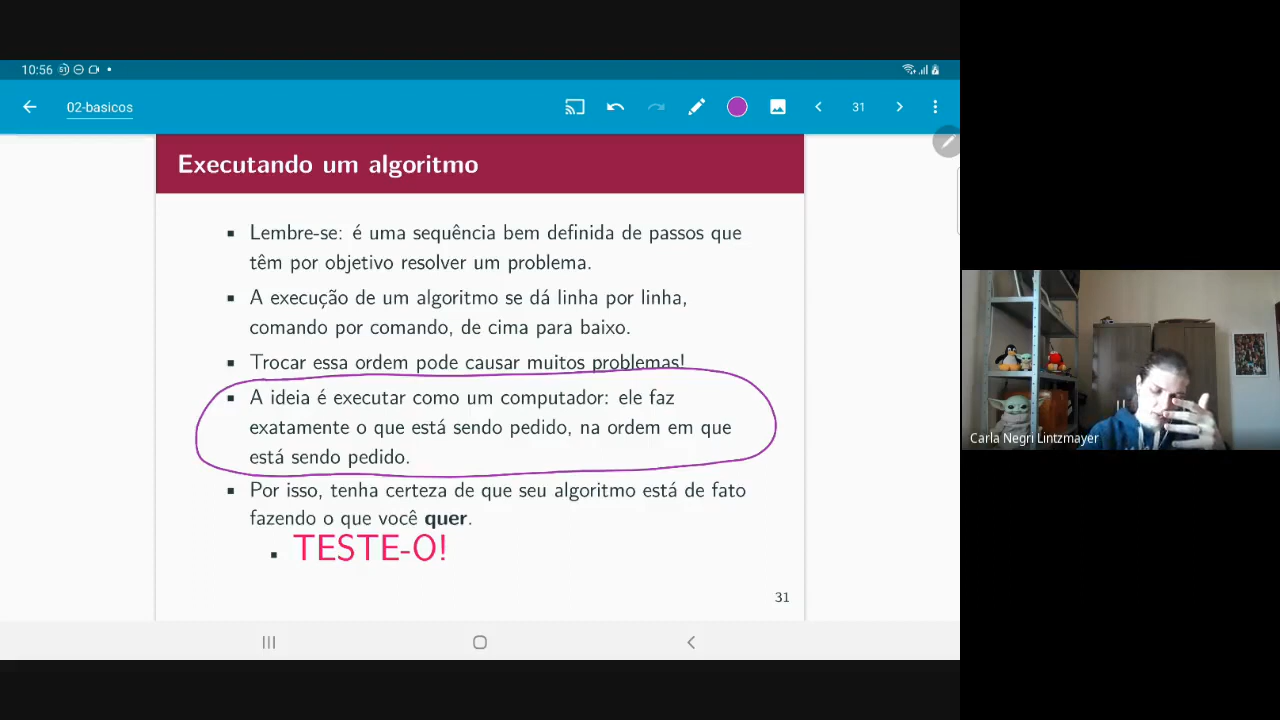 10:56
02-basicos
31
Executando um algoritmo
▪ Lembre-se: é uma sequência bem definida de passos que
têm por objetivo resolver um problema.
▪ A execução de um algoritmo se dá linha por linha,
comando por comando, de cima para baixo.
▪ Trocar essa ordem pode causar muitos problemas!
▪ A ideia é executar como um computador: ele faz
exatamente o que está sendo pedido, na ordem em que
está sendo pedido.
▪ Por isso, tenha certeza de que seu algoritmo está de fato
fazendo o que você quer.
▪ TESTE-O!
31
Carla Negri Lintzmayer